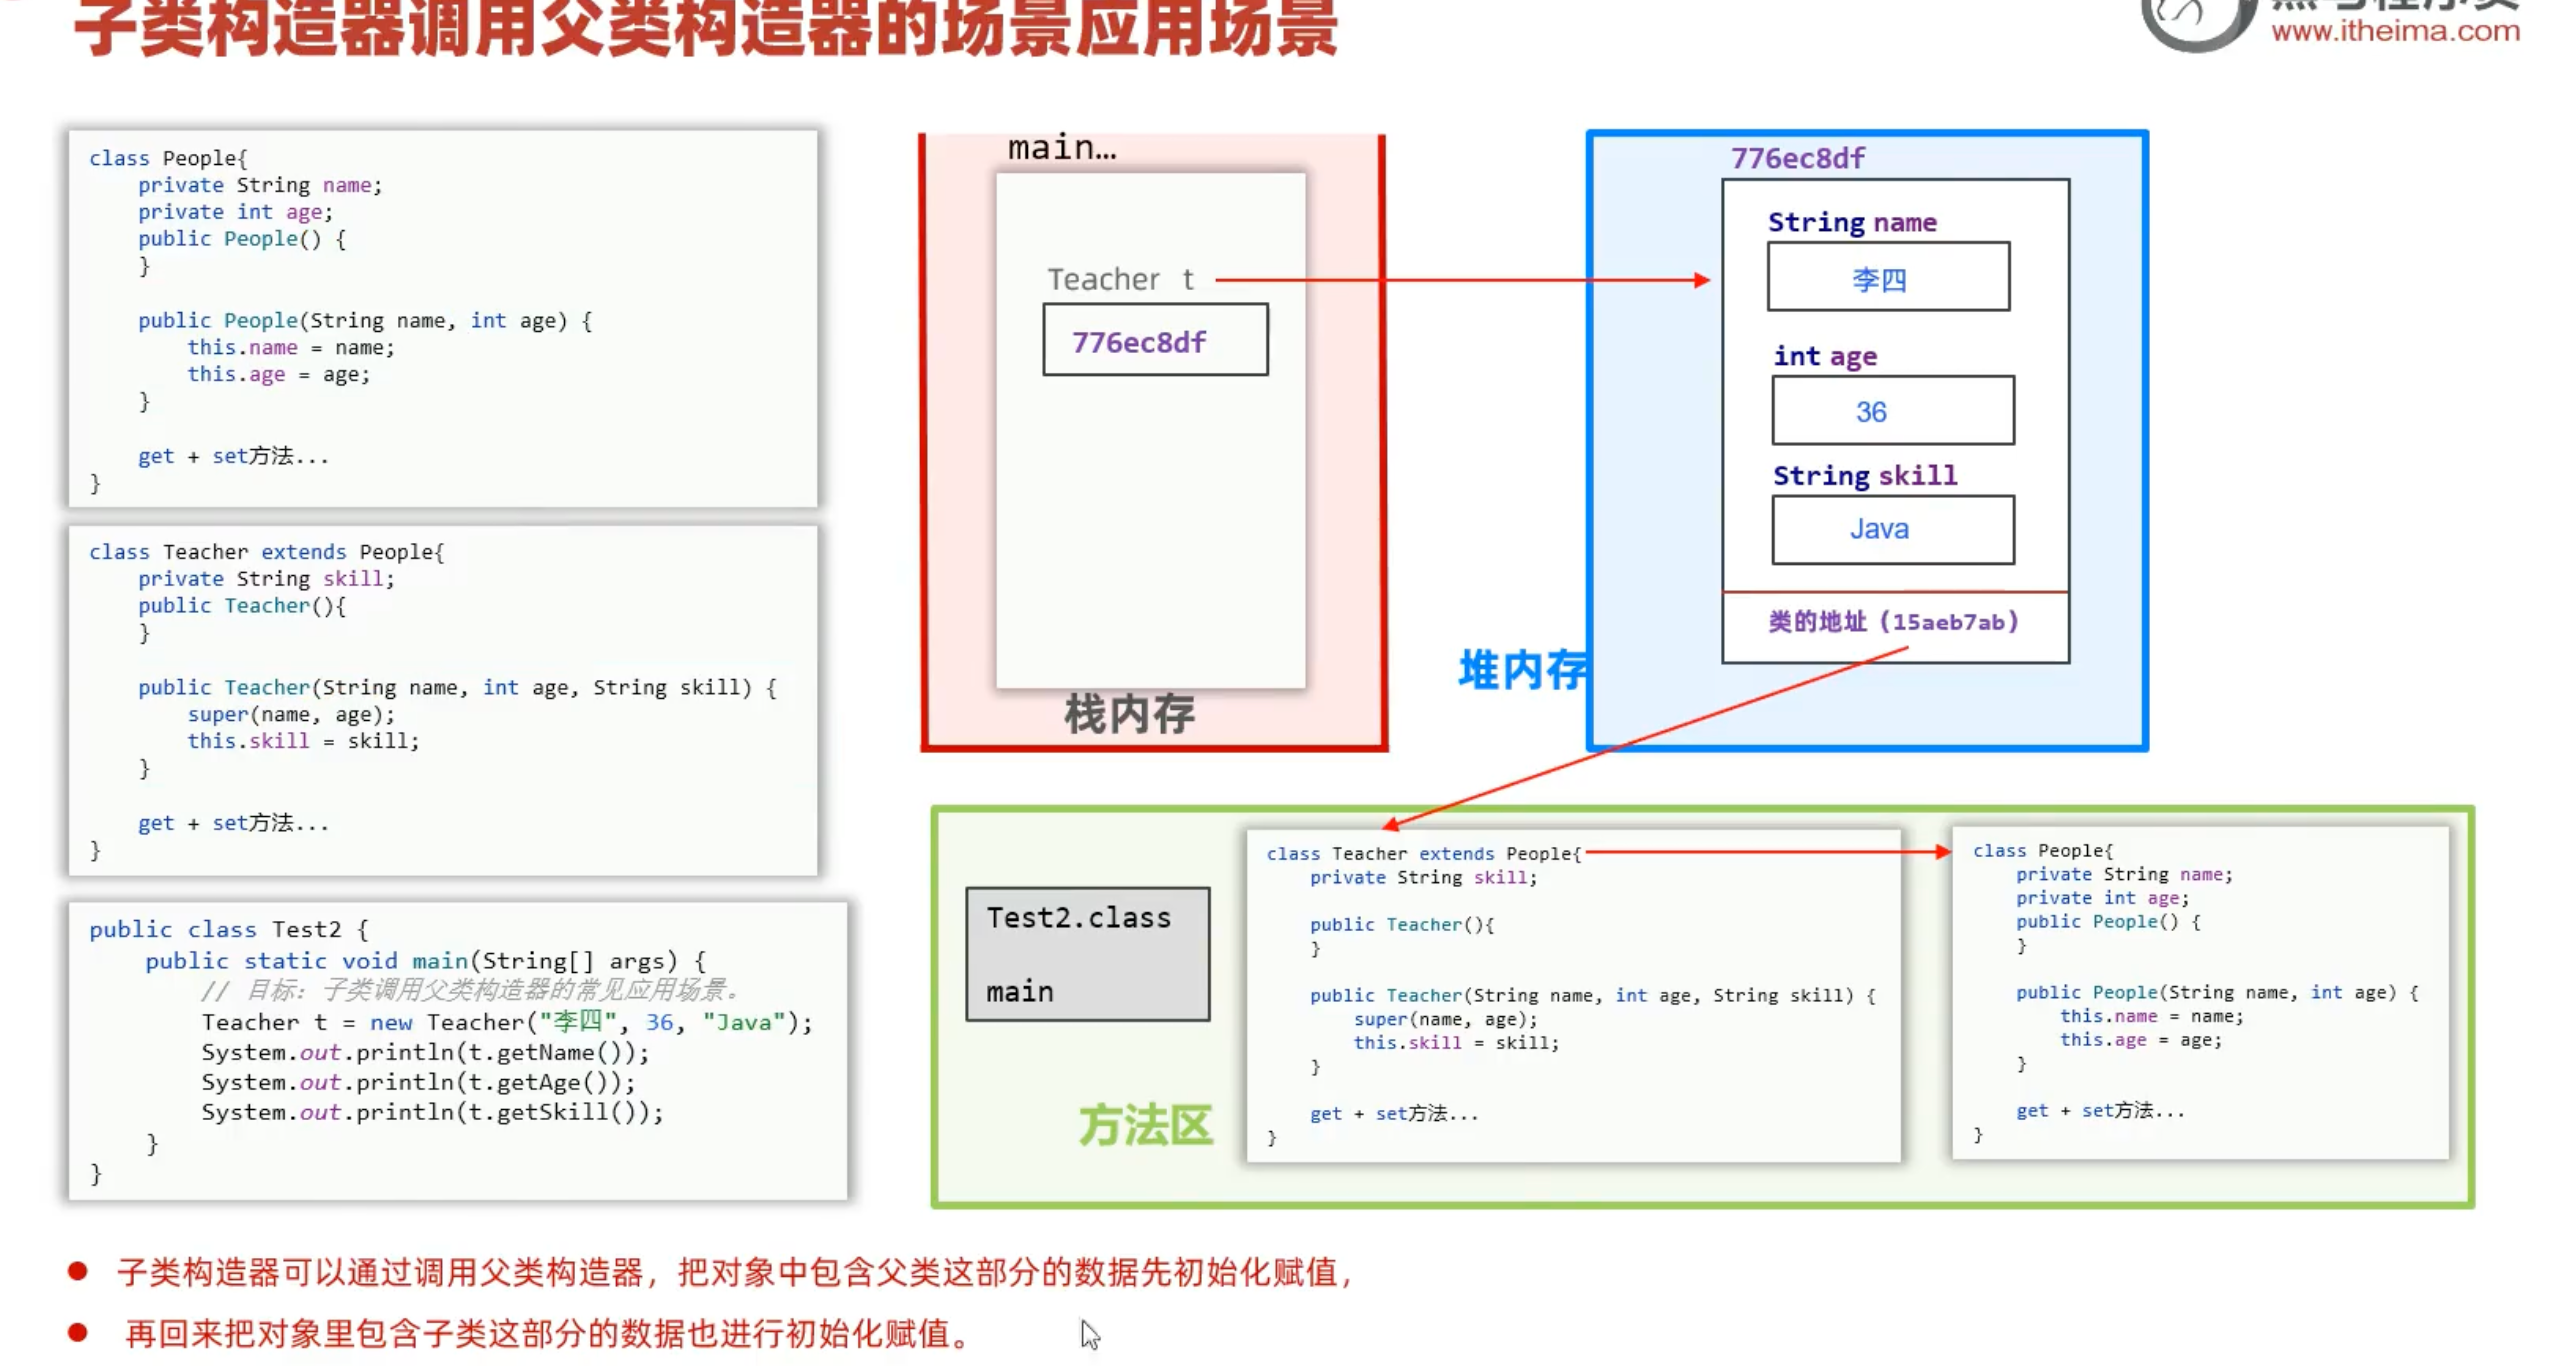 子类构造器调用父类构造器的场景应用场景
www.itheima.com
class People{
private String name;
private int age;
public People() {
}
public People(String name, int age) {
this.name = name;
this.age = age;
}
get + set方法...
}
class Teacher extends People{
private String skill;
public Teacher(){
}
public Teacher(String name, int age, String skill) {
super(name, age);
this.skill = skill;
}
get + set方法...
}
public class Test2 {
public static void main(String[] args) {
// 目标：子类调用父类构造器的常见应用场景。
Teacher t = new Teacher("李四", 36, "Java");
System.out.println(t.getName());
System.out.println(t.getAge());
System.out.println(t.getSkill());
}
}
main…
Teacher t
776ec8df
栈内存
776ec8df
String name
李四
int age
36
String skill
Java
类的地址（15aeb7ab）
堆内存
Test2.class
main
方法区
class Teacher extends People{
private String skill;
public Teacher(){
}
public Teacher(String name, int age, String skill) {
super(name, age);
this.skill = skill;
}
get + set方法...
}
class People{
private String name;
private int age;
public People() {
}
public People(String name, int age) {
this.name = name;
this.age = age;
}
get + set方法...
}
● 子类构造器可以通过调用父类构造器，把对象中包含父类这部分的数据先初始化赋值，
● 再回来把对象里包含子类这部分的数据也进行初始化赋值。